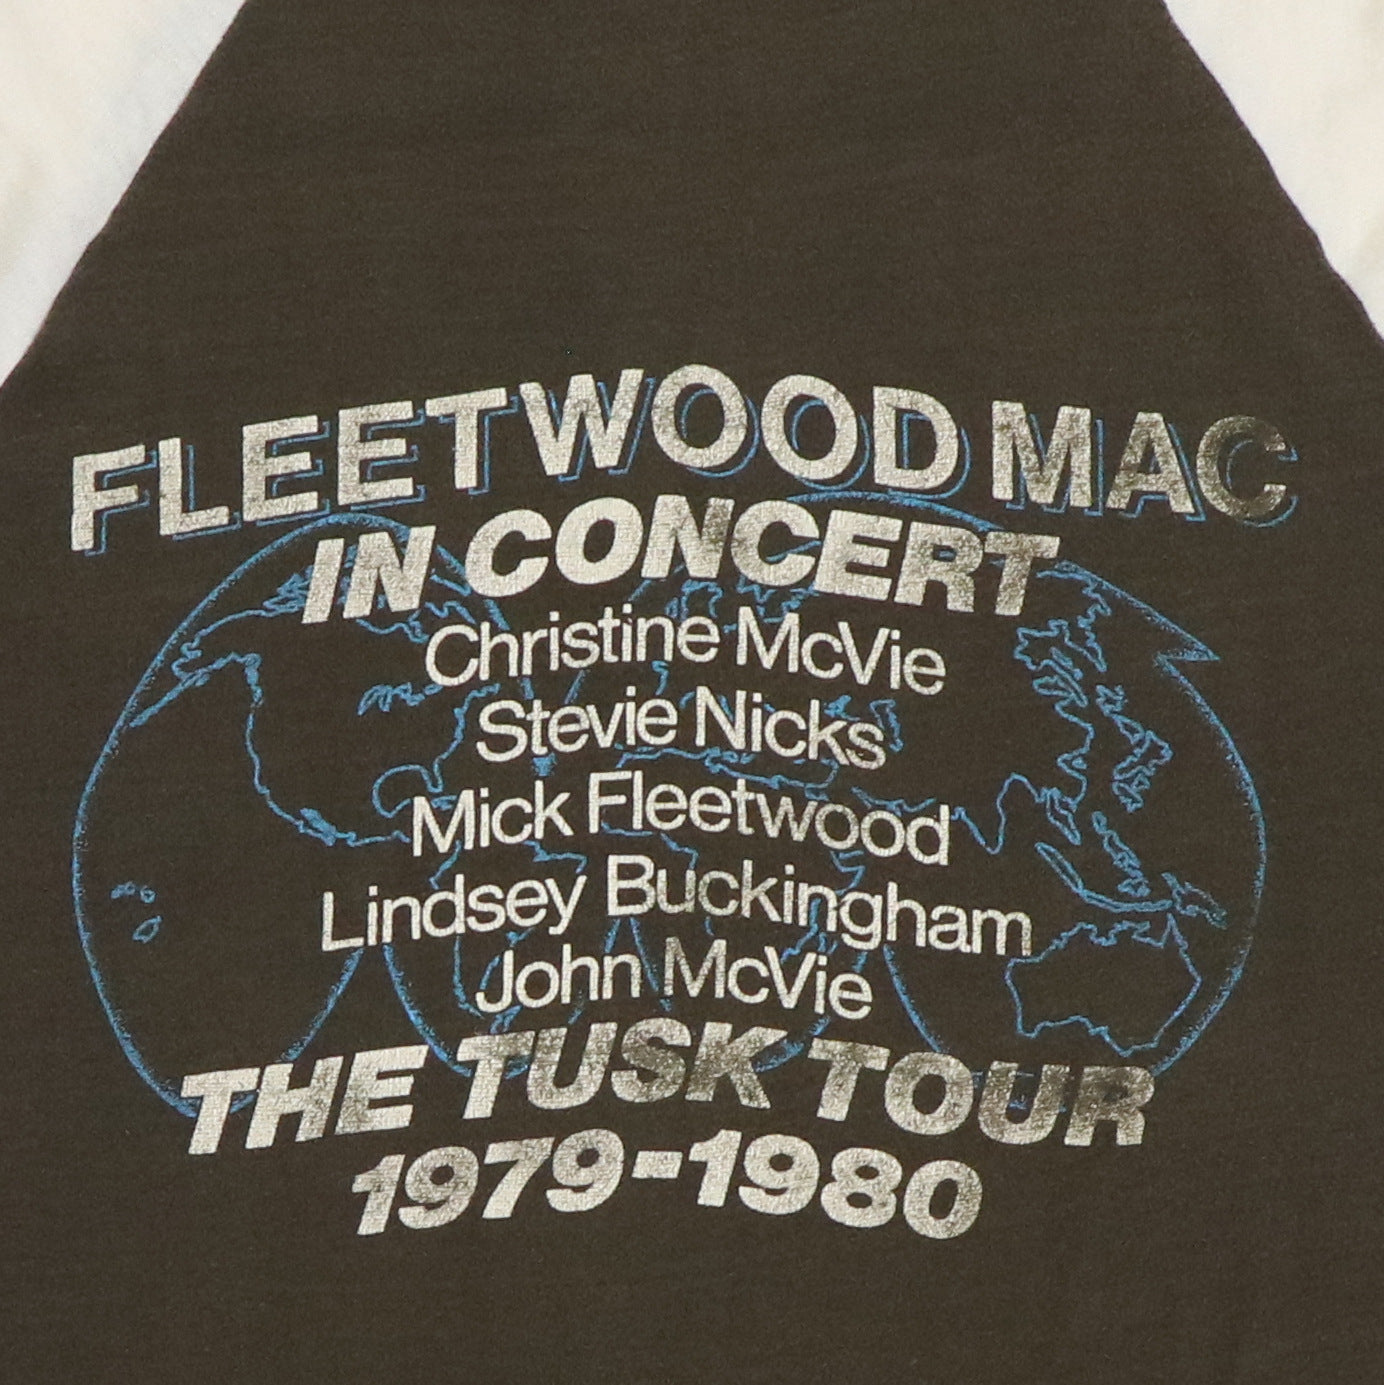 FLEETWOOD MAC
IN CONCERT
Christine McVie
Stevie Nicks
Mick Fleetwood
Lindsey Buckingham
John McVie
THE TUSK TOUR
1979-1980